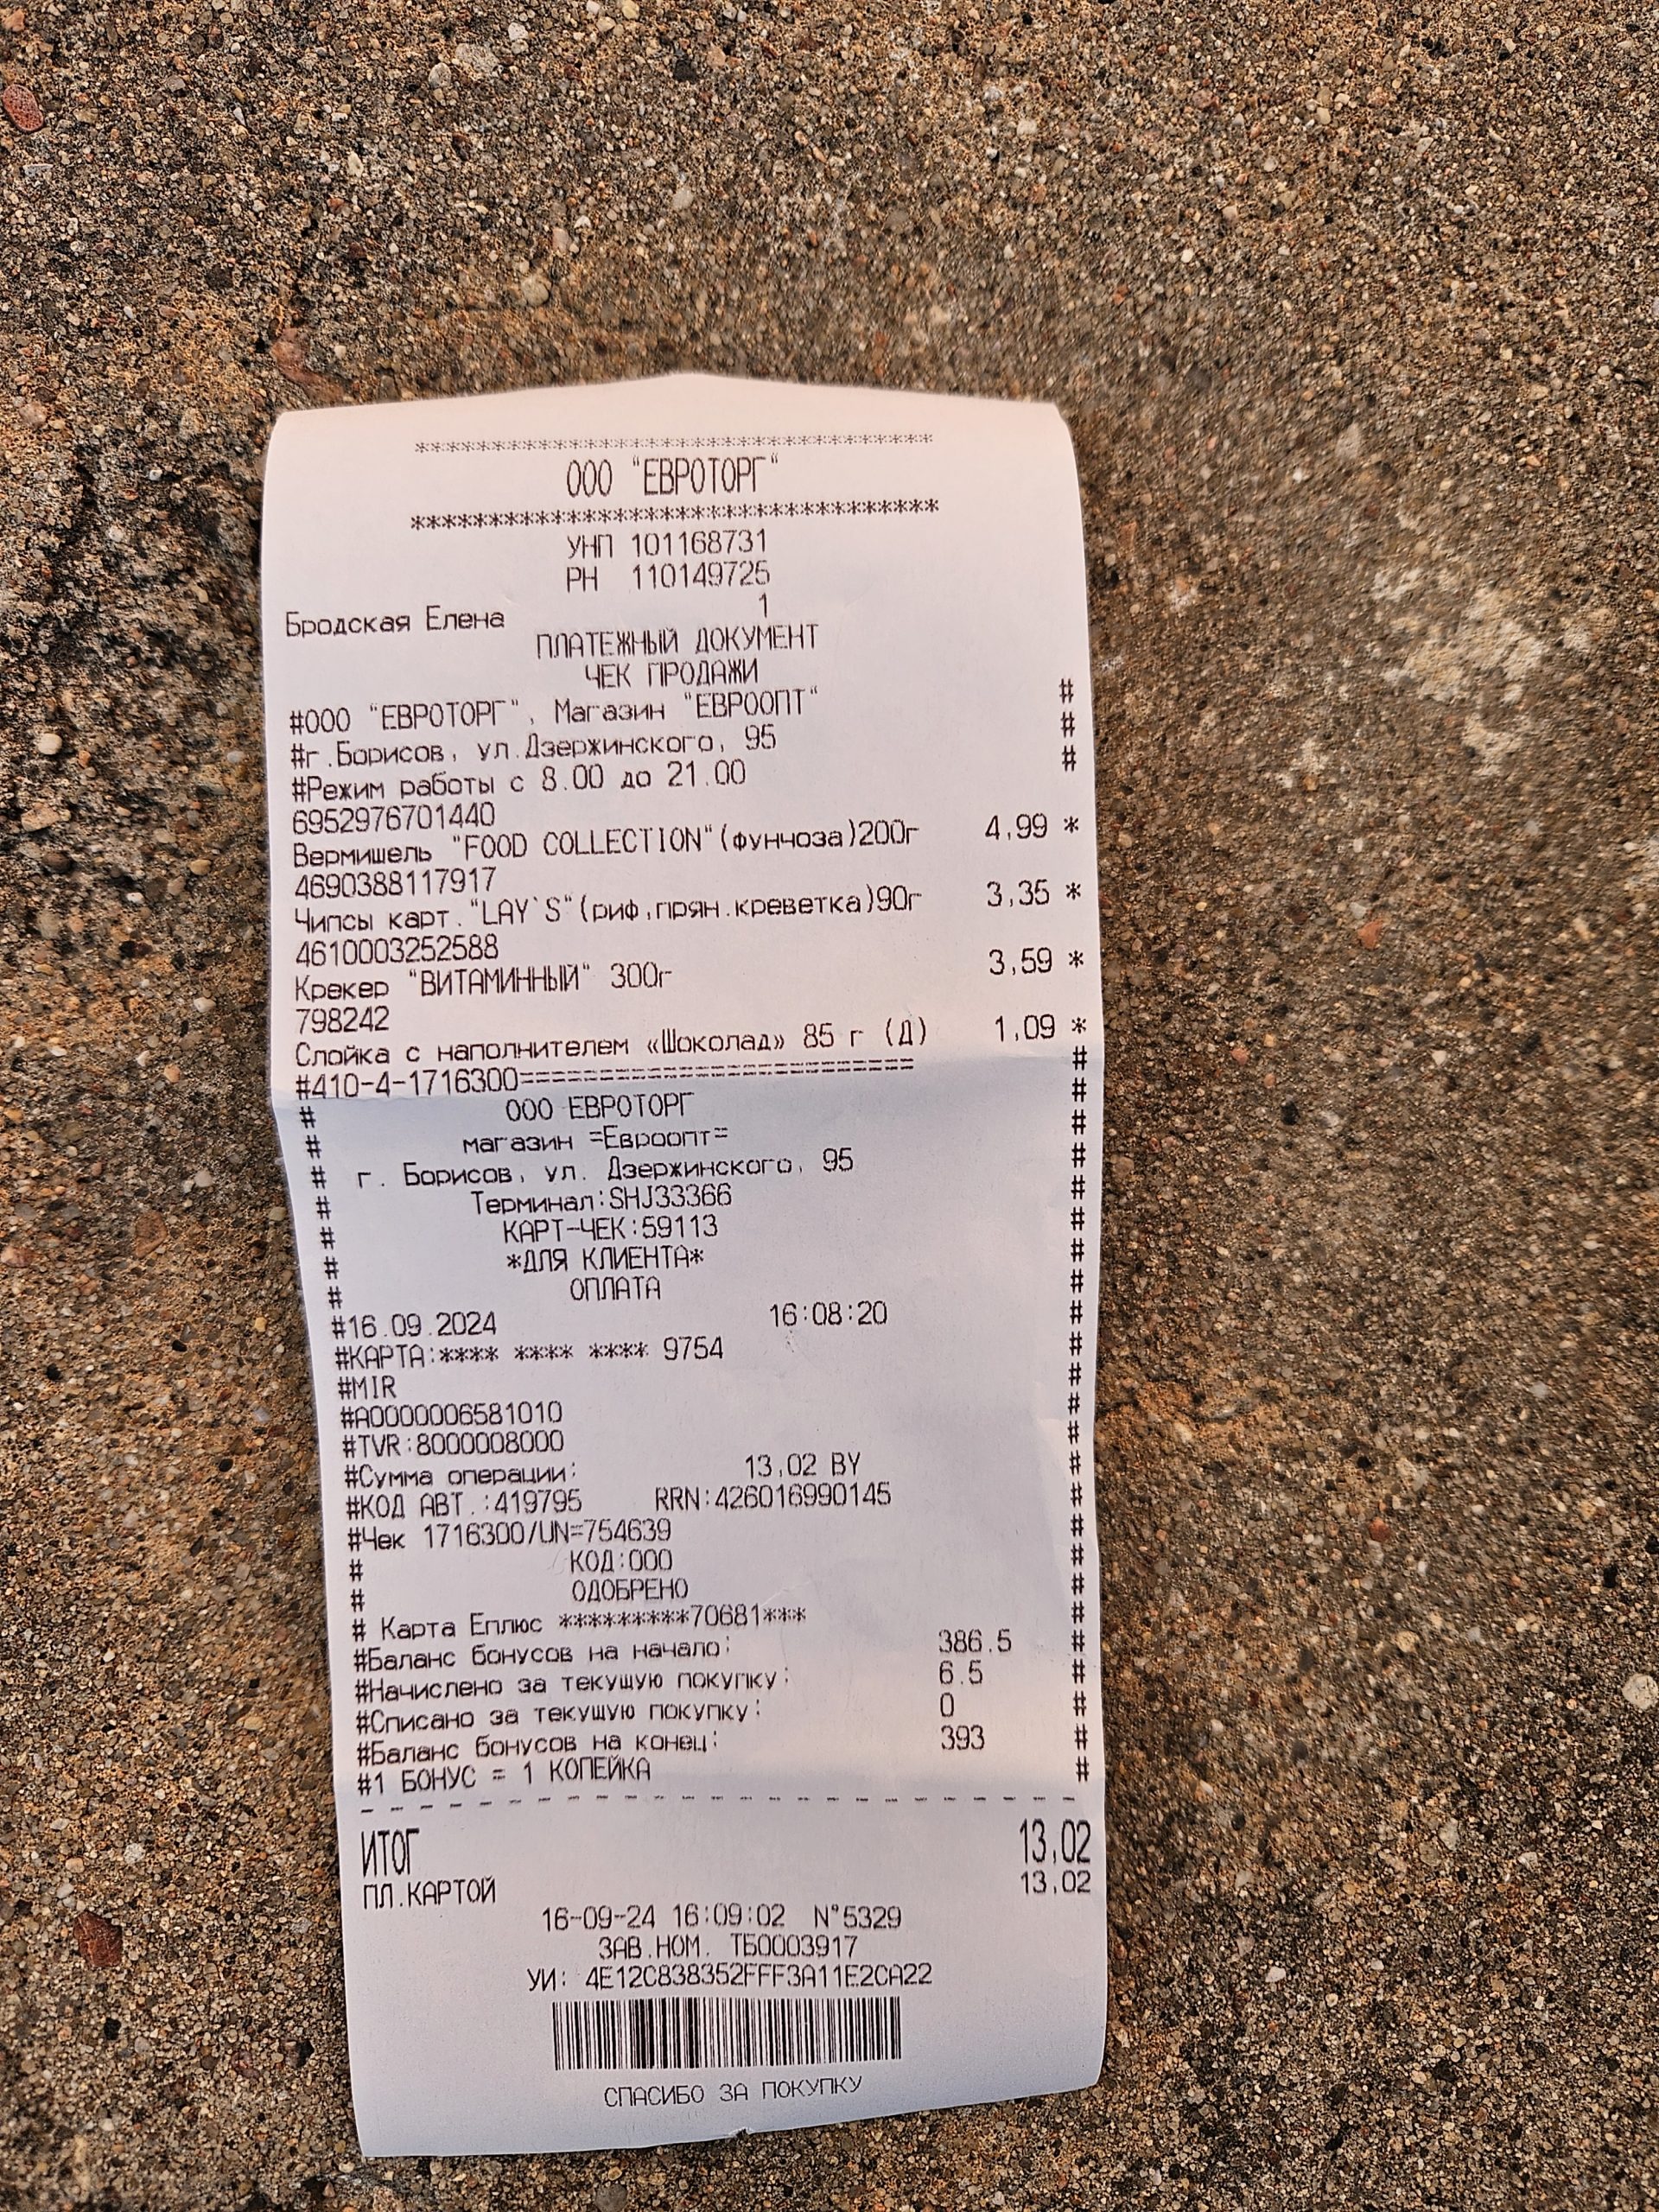 **********************************
ООО "ЕВРОТОРГ"
**********************************
УНП 101168731
РН 110149725
Бродская Елена 1
ПЛАТЕЖНЫЙ ДОКУМЕНТ
ЧЕК ПРОДАЖИ
#ООО "ЕВРОТОРГ", Магазин "ЕВРООПТ" #
#г.Борисов, ул.Дзержинского, 95 #
#Режим работы с 8.00 до 21.00 #
6952976701440
Вермишель "FOOD COLLECTION"(фунчоза)200г 4,99 *
4690388117917
Чипсы карт."LAY`S"(риф,прян.креветка)90г 3,35 *
4610003252588
Крекер "ВИТАМИННЫЙ" 300г 3,59 *
798242
Слойка с наполнителем «Шоколад» 85 г (Д) 1,09 *
#410-4-1716300========================== #
# ООО ЕВРОТОРГ #
# магазин =Евроопт= #
# г. Борисов, ул. Дзержинского, 95 #
# Терминал:SHJ33366 #
# КАРТ-ЧЕК:59113 #
# *ДЛЯ КЛИЕНТА* #
# ОПЛАТА #
#16.09.2024 16:08:20 #
#КАРТА:**** **** **** 9754 #
#MIR #
#A0000006581010 #
#TVR:8000008000 #
#Сумма операции: 13,02 BY #
#КОД АВТ.:419795 RRN:426016990145 #
#Чек 1716300/UN=754639 #
# КОД:000 #
# ОДОБРЕНО #
# Карта Еплюс *********70681*** #
#Баланс бонусов на начало: 386.5 #
#Начислено за текущую покупку: 6.5 #
#Списано за текущую покупку: 0 #
#Баланс бонусов на конец: 393 #
#1 БОНУС = 1 КОПЕЙКА #
ИТОГ 13,02
ПЛ.КАРТОЙ 13,02
16-09-24 16:09:02 N°5329
ЗАВ.НОМ. ТБ0003917
УИ: 4E12C838352FFF3A11E2CA22
СПАСИБО ЗА ПОКУПКУ